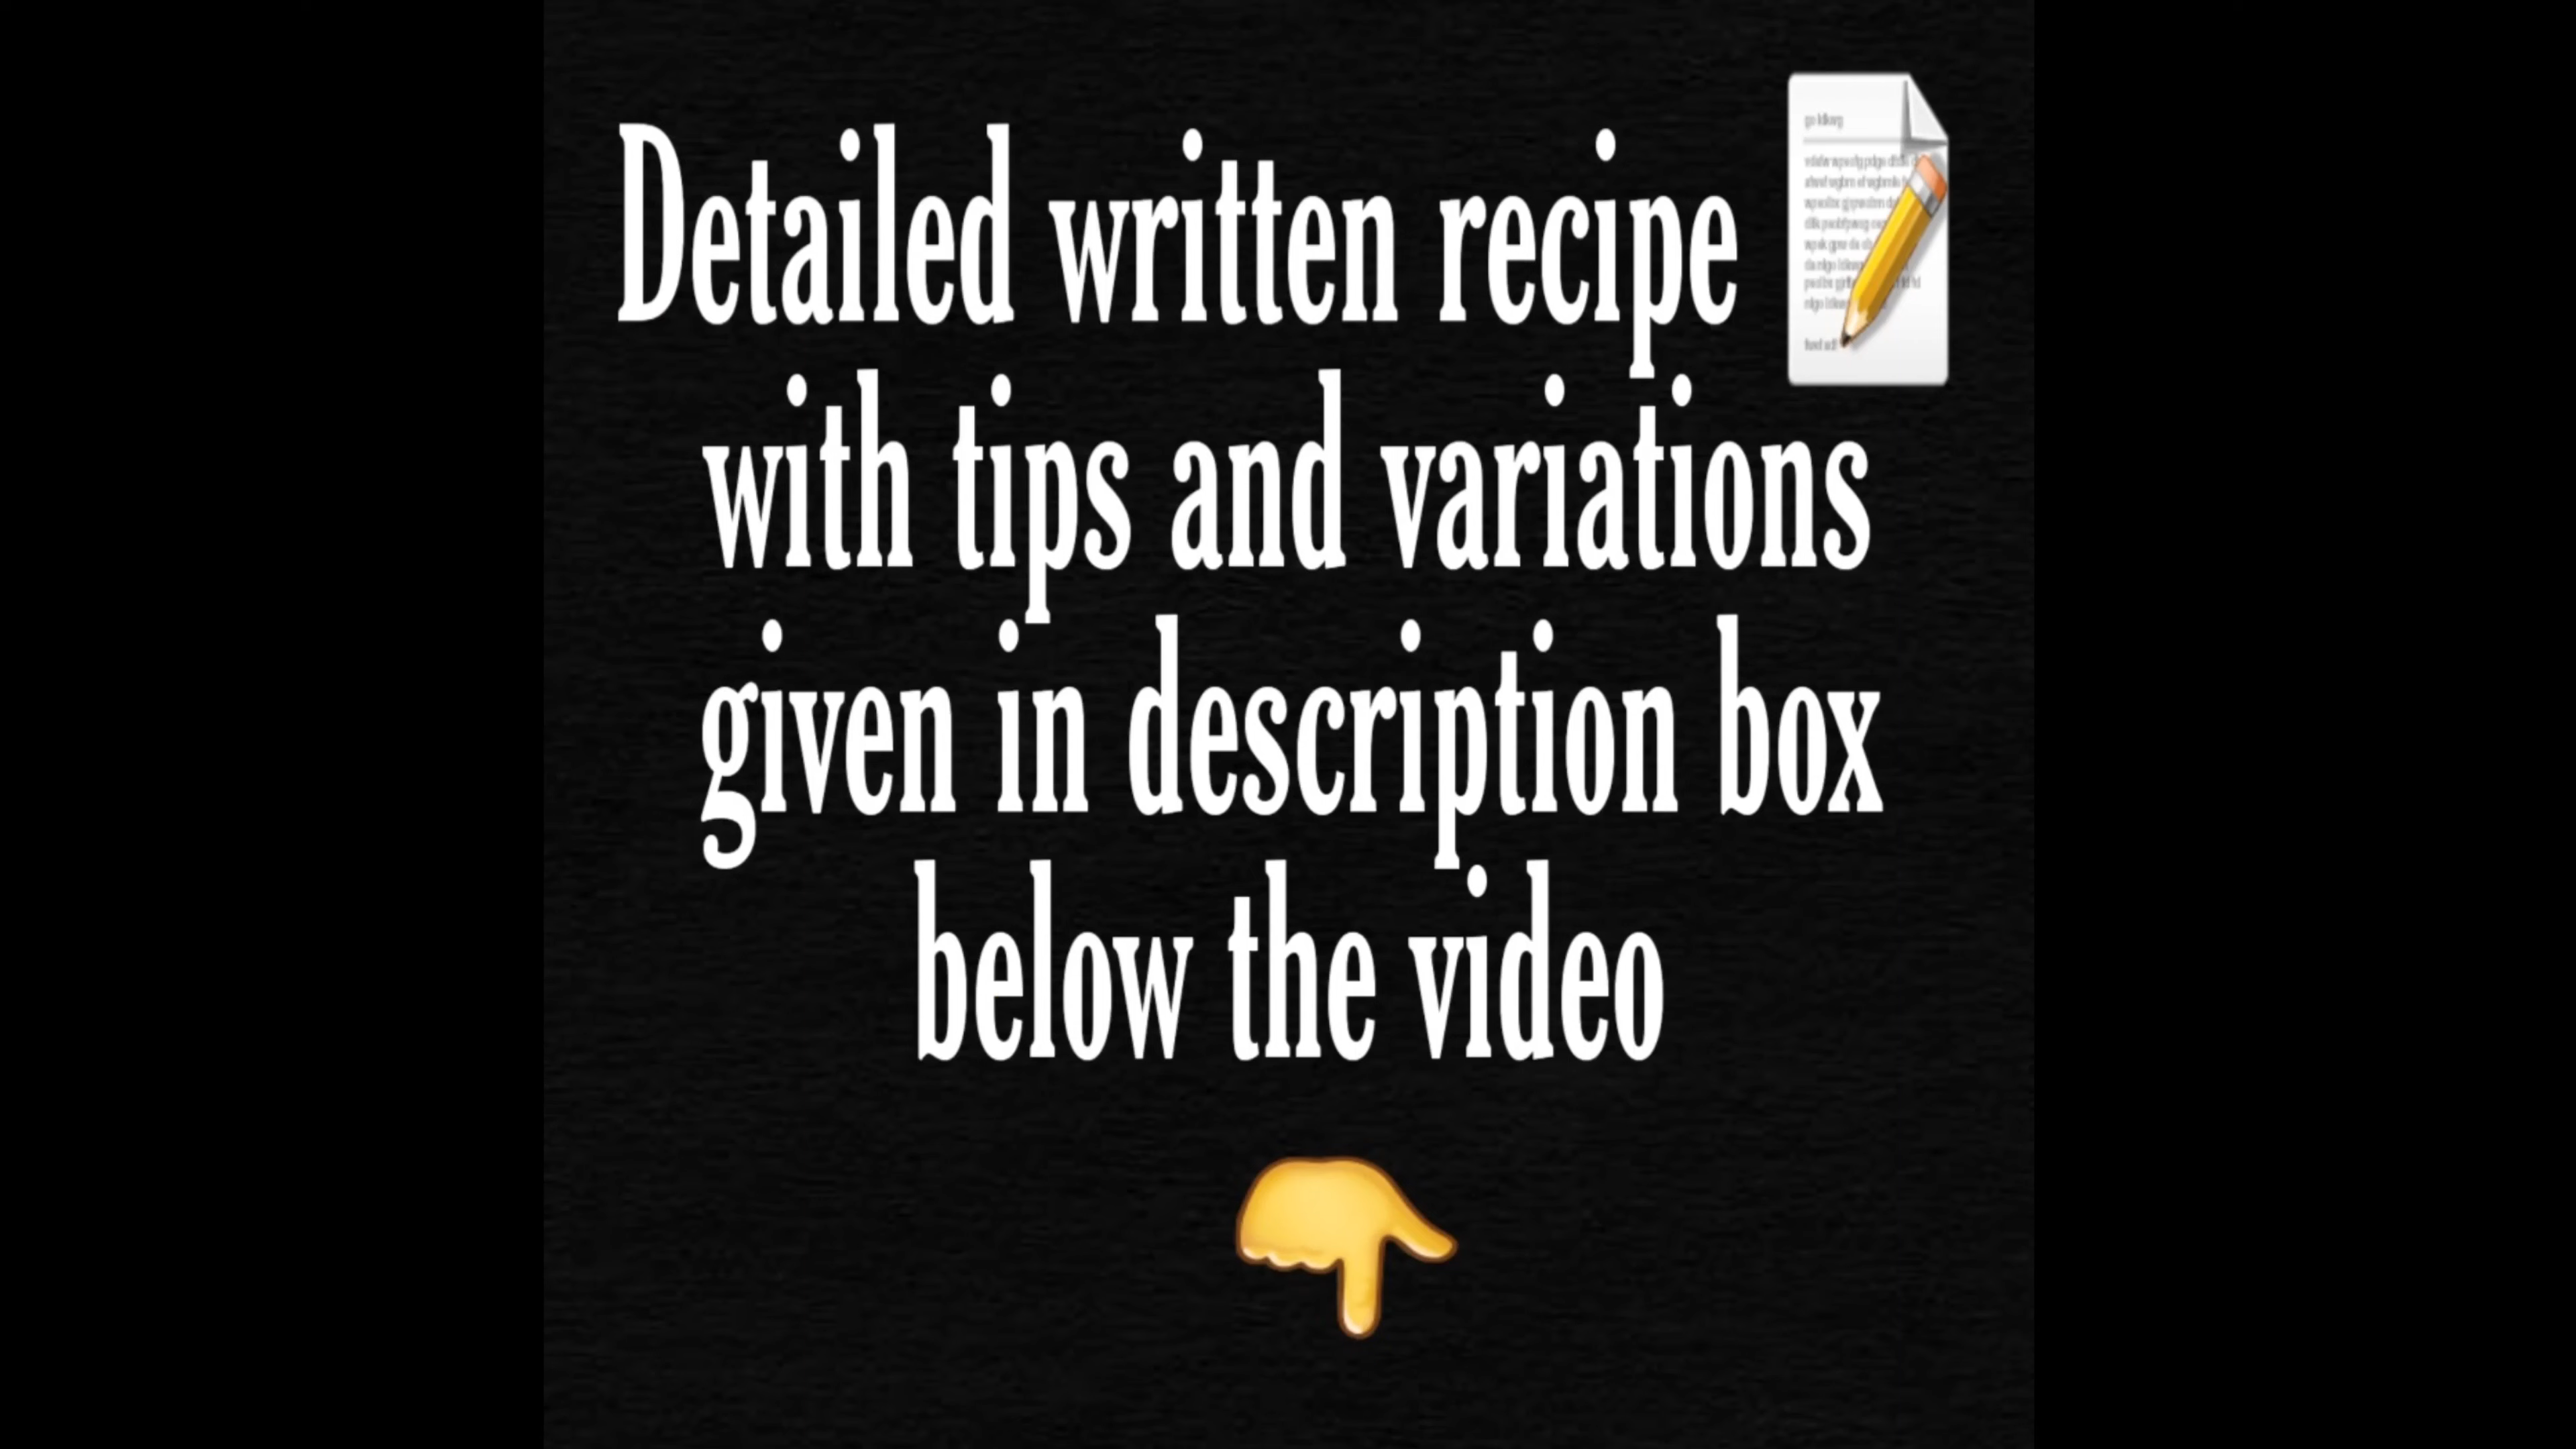 Detailed written recipe
with tips and variations
given in description box
below the video